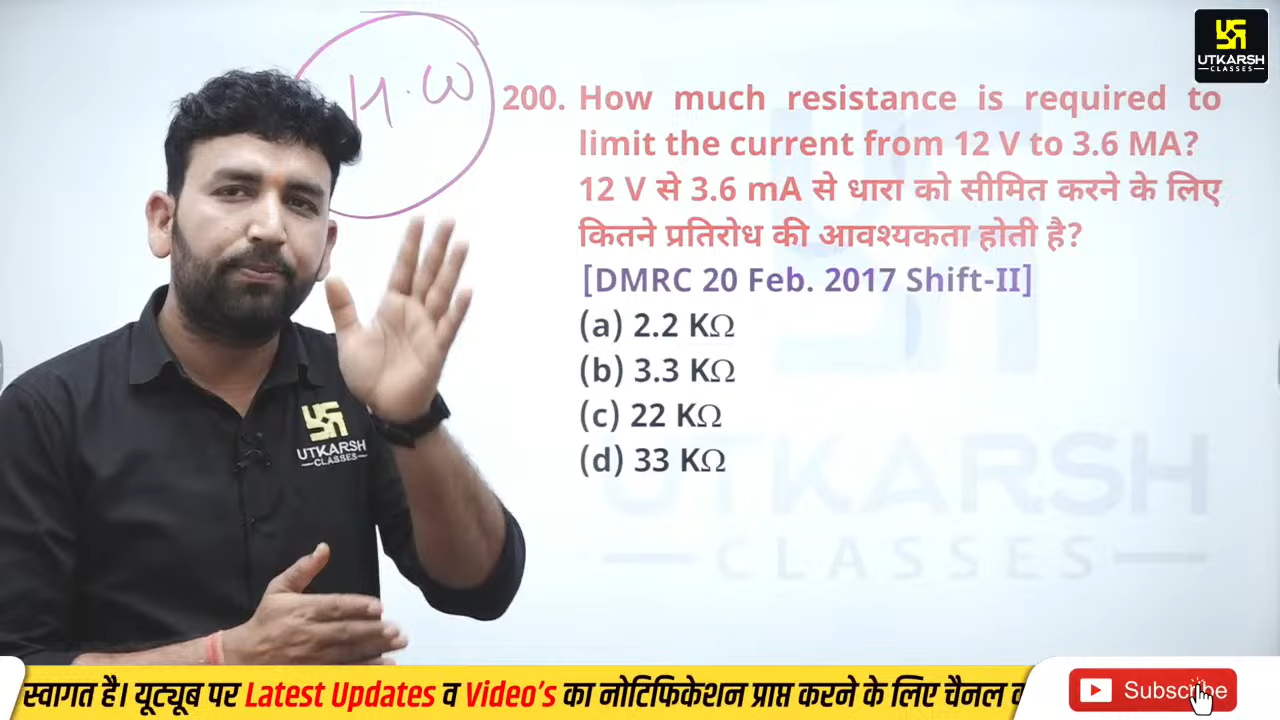 UTKARSH
CLASSES
H.W
200. How much resistance is required to
limit the current from 12 V to 3.6 MA?
12 V से 3.6 mA से धारा को सीमित करने के लिए
कितने प्रतिरोध की आवश्यकता होती है?
[DMRC 20 Feb. 2017 Shift-II]
(a) 2.2 KΩ
(b) 3.3 KΩ
(c) 22 KΩ
(d) 33 KΩ
UTKARSH
CLASSES
UTKARSH
CLASSES
स्वागत है। यूट्यूब पर Latest Updates व Video's का नोटिफिकेशन प्राप्त करने के लिए चैनल
Subscribe